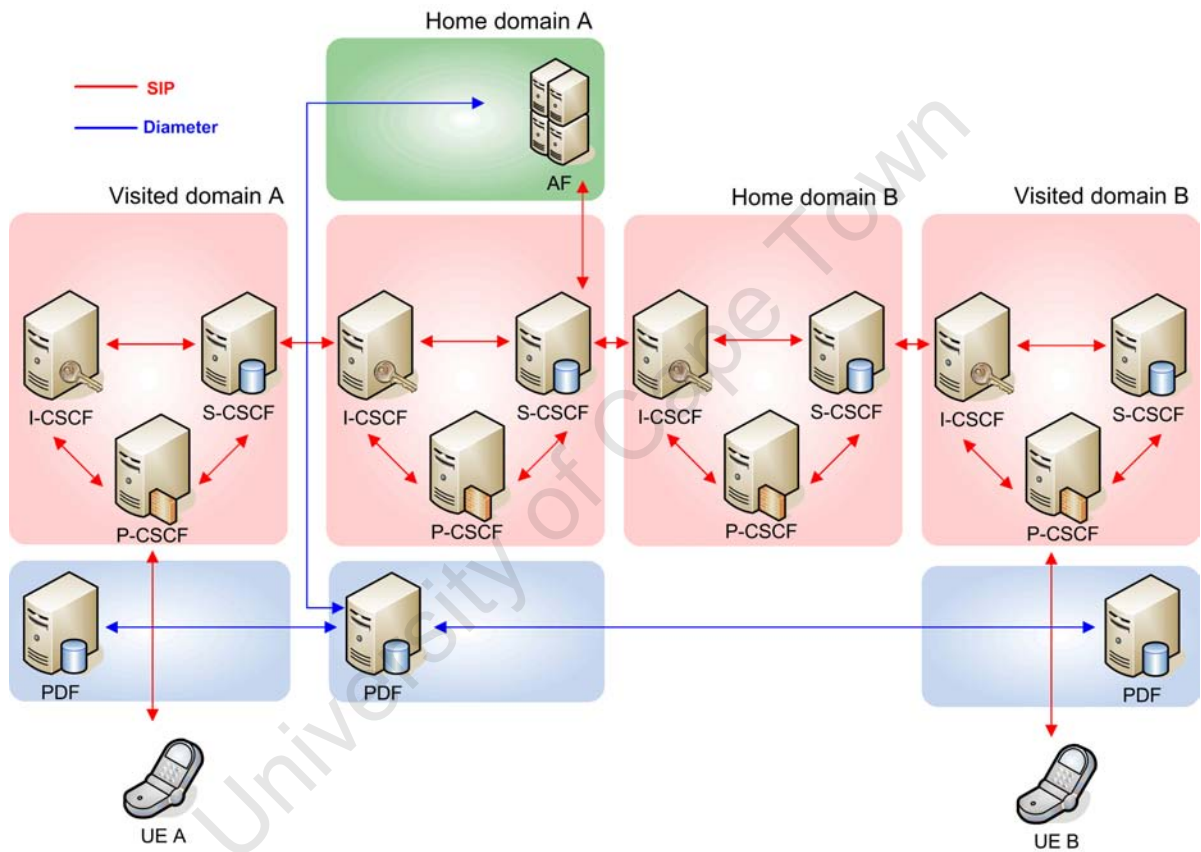 Home domain A
SIP
Diameter
AF
Visited domain A
Home domain B
Visited domain B
I-CSCF
S-CSCF
P-CSCF
I-CSCF
S-CSCF
P-CSCF
I-CSCF
S-CSCF
P-CSCF
I-CSCF
S-CSCF
P-CSCF
PDF
PDF
PDF
UE A
UE B
University of Cape Town